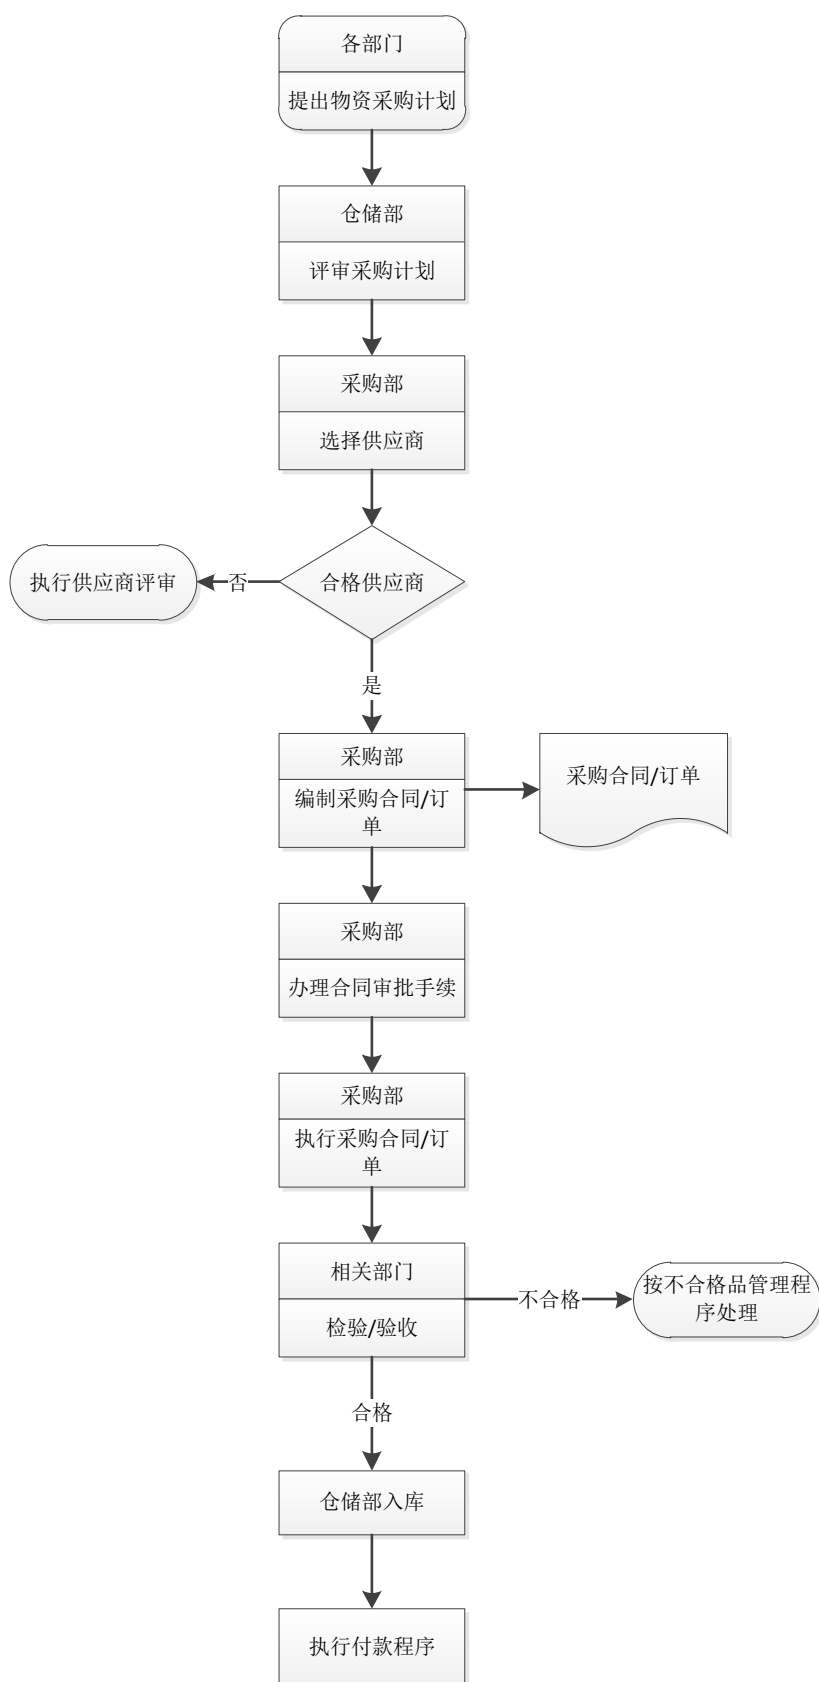 各部门
提出物资采购计划
仓储部
评审采购计划
采购部
选择供应商
执行供应商评审
否
合格供应商
是
采购部
编制采购合同/订
单
采购合同/订单
采购部
办理合同审批手续
采购部
执行采购合同/订
单
相关部门
检验/验收
不合格
按不合格品管理程
序处理
合格
仓储部入库
执行付款程序